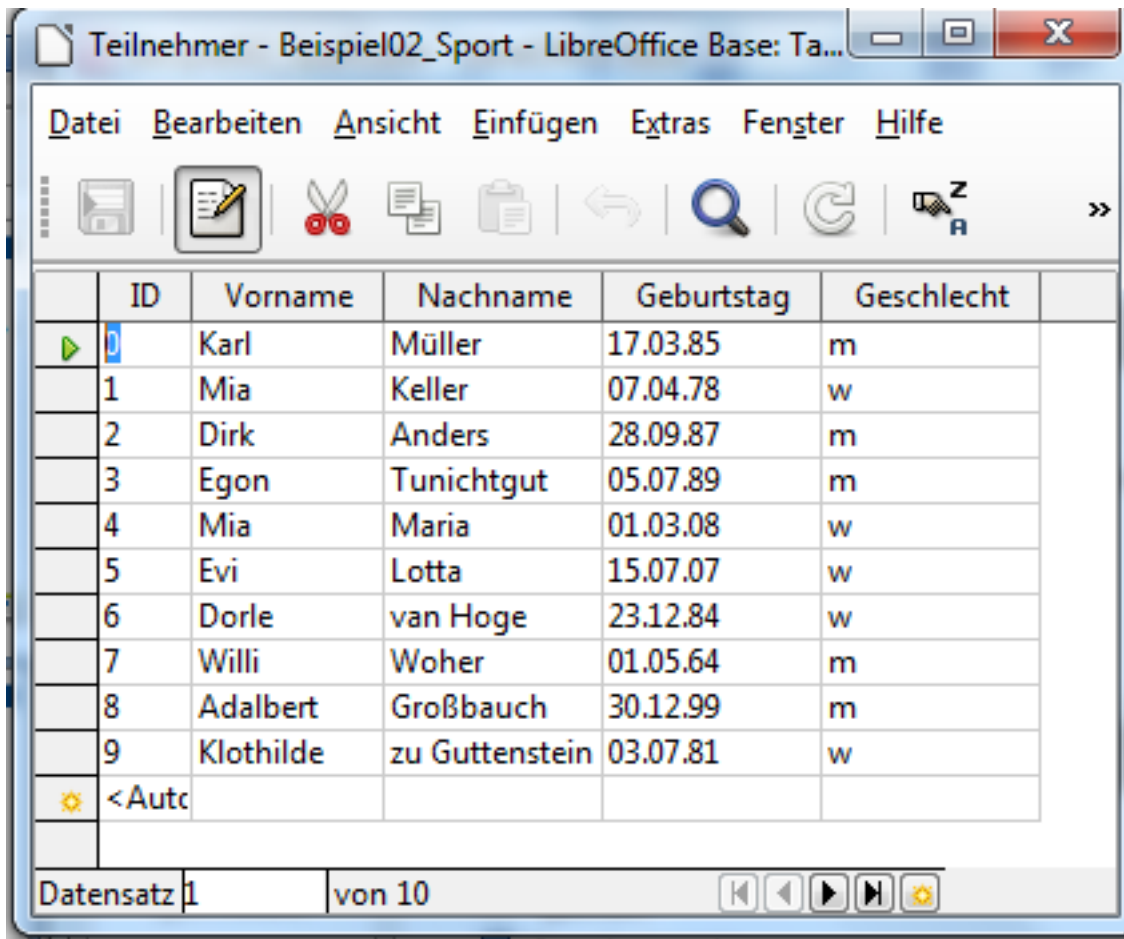 Teilnehmer - Beispiel02_Sport - LibreOffice Base: Ta...
Datei Bearbeiten Ansicht Einfügen Extras Fenster Hilfe
Z
A
»
ID Vorname Nachname Geburtstag Geschlecht
0 Karl Müller 17.03.85 m
1 Mia Keller 07.04.78 w
2 Dirk Anders 28.09.87 m
3 Egon Tunichtgut 05.07.89 m
4 Mia Maria 01.03.08 w
5 Evi Lotta 15.07.07 w
6 Dorle van Hoge 23.12.84 w
7 Willi Woher 01.05.64 m
8 Adalbert Großbauch 30.12.99 m
9 Klothilde zu Guttenstein 03.07.81 w
<Auto
Datensatz 1 von 10